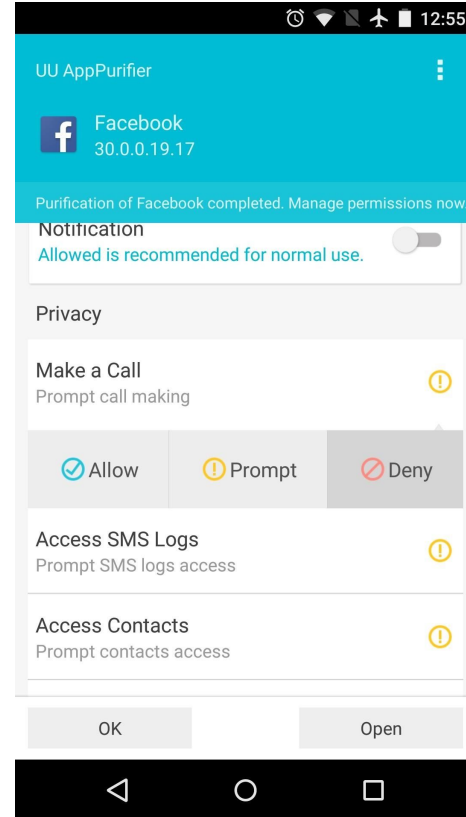 12:55
UU AppPurifier
Facebook
30.0.0.19.17
Purification of Facebook completed. Manage permissions now
Notification
Allowed is recommended for normal use.
Privacy
Make a Call
Prompt call making
Allow
Prompt
Deny
Access SMS Logs
Prompt SMS logs access
Access Contacts
Prompt contacts access
OK
Open